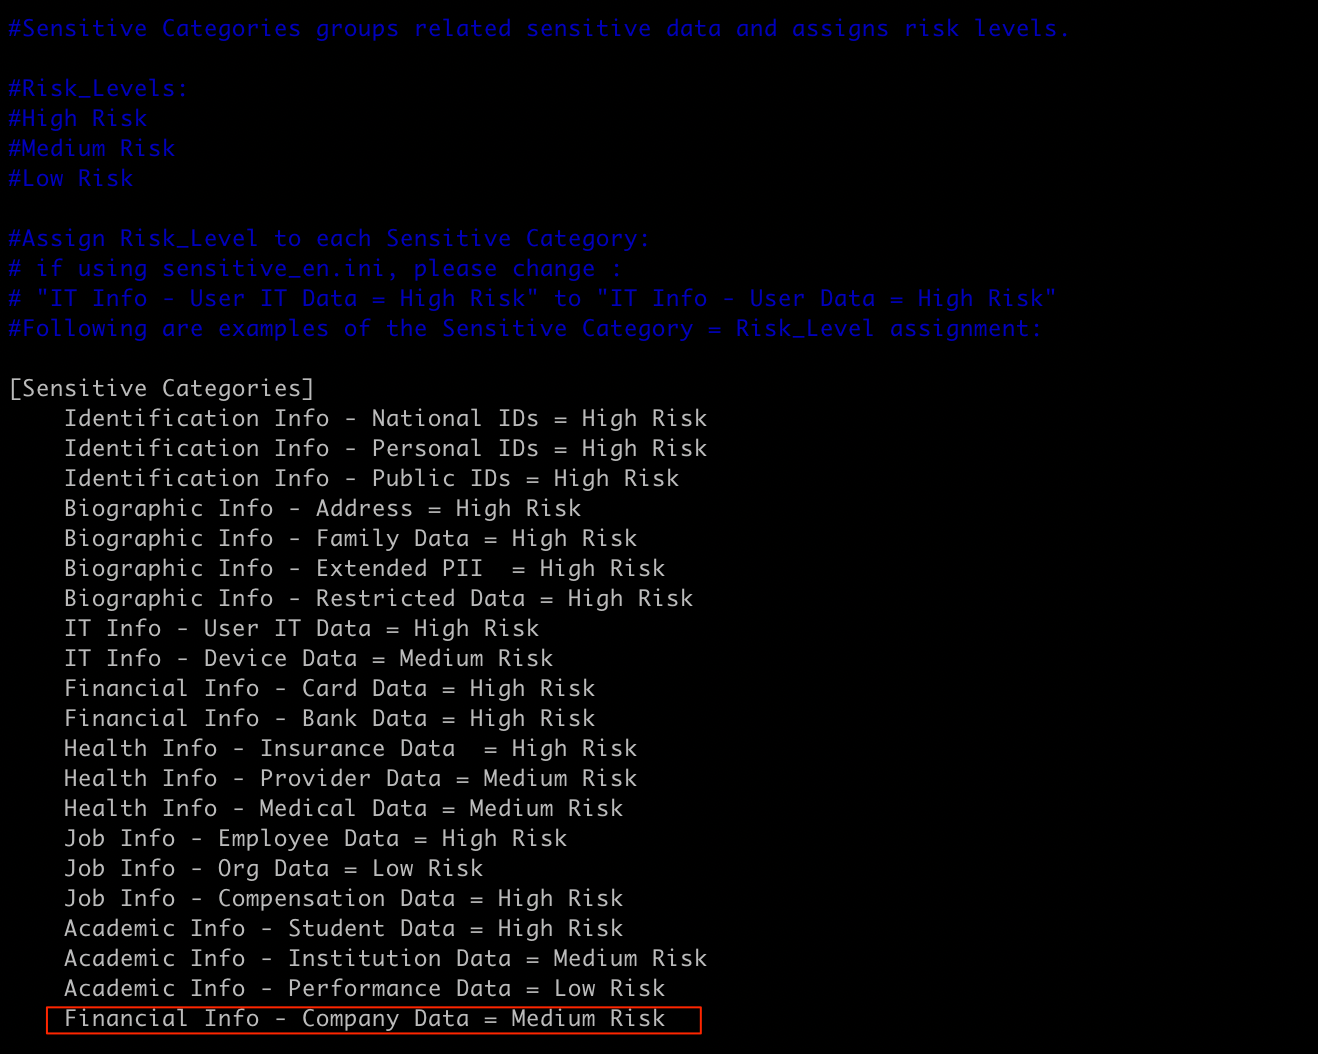 #Sensitive Categories groups related sensitive data and assigns risk levels.
#Risk_Levels:
#High Risk
#Medium Risk
#Low Risk
#Assign Risk_Level to each Sensitive Category:
# if using sensitive_en.ini, please change :
# "IT Info - User IT Data = High Risk" to "IT Info - User Data = High Risk"
#Following are examples of the Sensitive Category = Risk_Level assignment:
[Sensitive Categories]
Identification Info - National IDs = High Risk
Identification Info - Personal IDs = High Risk
Identification Info - Public IDs = High Risk
Biographic Info - Address = High Risk
Biographic Info - Family Data = High Risk
Biographic Info - Extended PII  = High Risk
Biographic Info - Restricted Data = High Risk
IT Info - User IT Data = High Risk
IT Info - Device Data = Medium Risk
Financial Info - Card Data = High Risk
Financial Info - Bank Data = High Risk
Health Info - Insurance Data  = High Risk
Health Info - Provider Data = Medium Risk
Health Info - Medical Data = Medium Risk
Job Info - Employee Data = High Risk
Job Info - Org Data = Low Risk
Job Info - Compensation Data = High Risk
Academic Info - Student Data = High Risk
Academic Info - Institution Data = Medium Risk
Academic Info - Performance Data = Low Risk
Financial Info - Company Data = Medium Risk